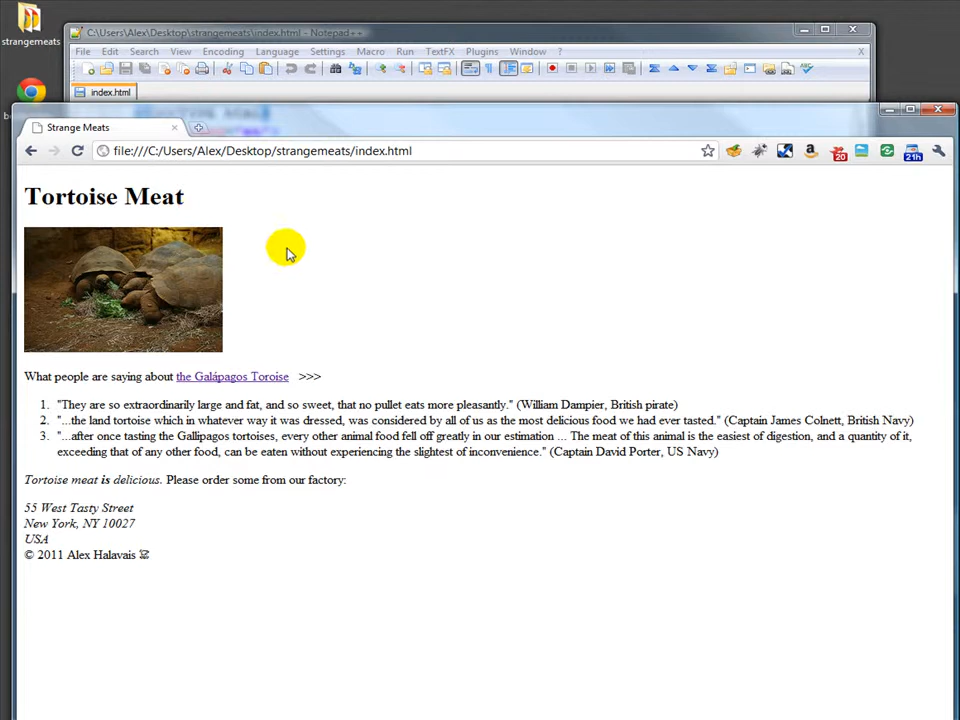 strangemeats
C:\Users\Alex\Desktop\strangemeats\index.html - Notepad++
File Edit Search View Encoding Language Settings Macro Run TextFX Plugins Window ? X
index.html
Strange Meats
file:///C:/Users/Alex/Desktop/strangemeats/index.html
20
21h
Tortoise Meat
What people are saying about the Galápagos Toroise >>>
1. "They are so extraordinarily large and fat, and so sweet, that no pullet eats more pleasantly." (William Dampier, British pirate)
2. "...the land tortoise which in whatever way it was dressed, was considered by all of us as the most delicious food we had ever tasted." (Captain James Colnett, British Navy)
3. "...after once tasting the Gallipagos tortoises, every other animal food fell off greatly in our estimation ... The meat of this animal is the easiest of digestion, and a quantity of it,
exceeding that of any other food, can be eaten without experiencing the slightest of inconvenience." (Captain David Porter, US Navy)
Tortoise meat is delicious. Please order some from our factory:
55 West Tasty Street
New York, NY 10027
USA
© 2011 Alex Halavais